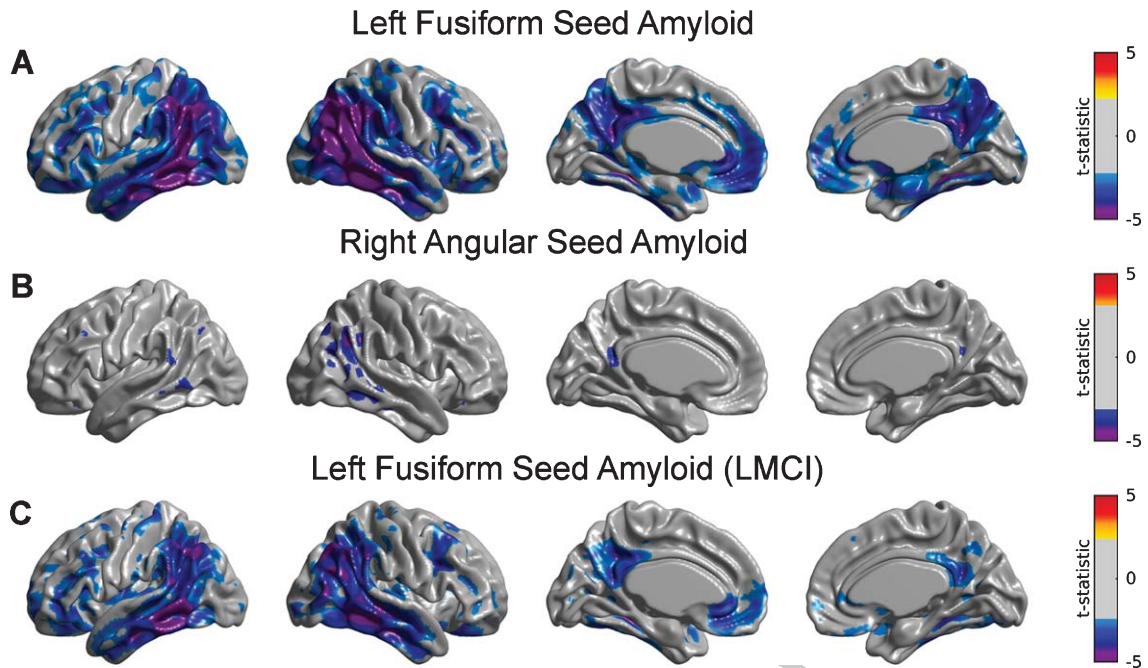 Left Fusiform Seed Amyloid
A
5
t-statistic
0
-5
Right Angular Seed Amyloid
B
5
t-statistic
0
-5
Left Fusiform Seed Amyloid (LMCI)
C
5
t-statistic
0
-5